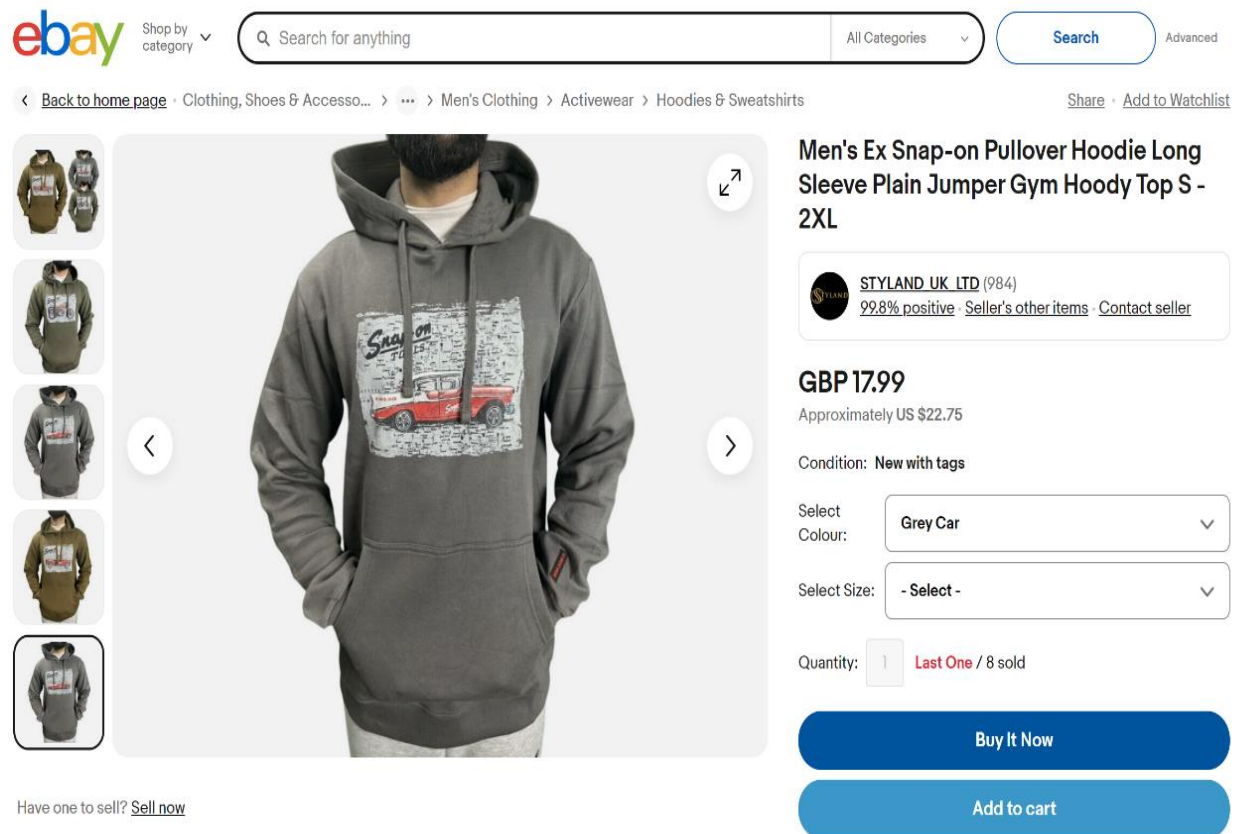 ebay
Shop by
category
Search for anything
All Categories
Search
Advanced
Back to home page · Clothing, Shoes & Accesso... > ··· > Men's Clothing > Activewear > Hoodies & Sweatshirts
Share · Add to Watchlist
Men's Ex Snap-on Pullover Hoodie Long
Sleeve Plain Jumper Gym Hoody Top S -
2XL
STYLAND
STYLAND_UK_LTD (984)
99.8% positive · Seller's other items · Contact seller
Snap-on
TOOLS
GBP 17.99
Approximately US $22.75
Condition: New with tags
Select
Colour:
Grey Car
Select Size:
- Select -
Quantity: 1 Last One / 8 sold
Buy It Now
Add to cart
Have one to sell? Sell now